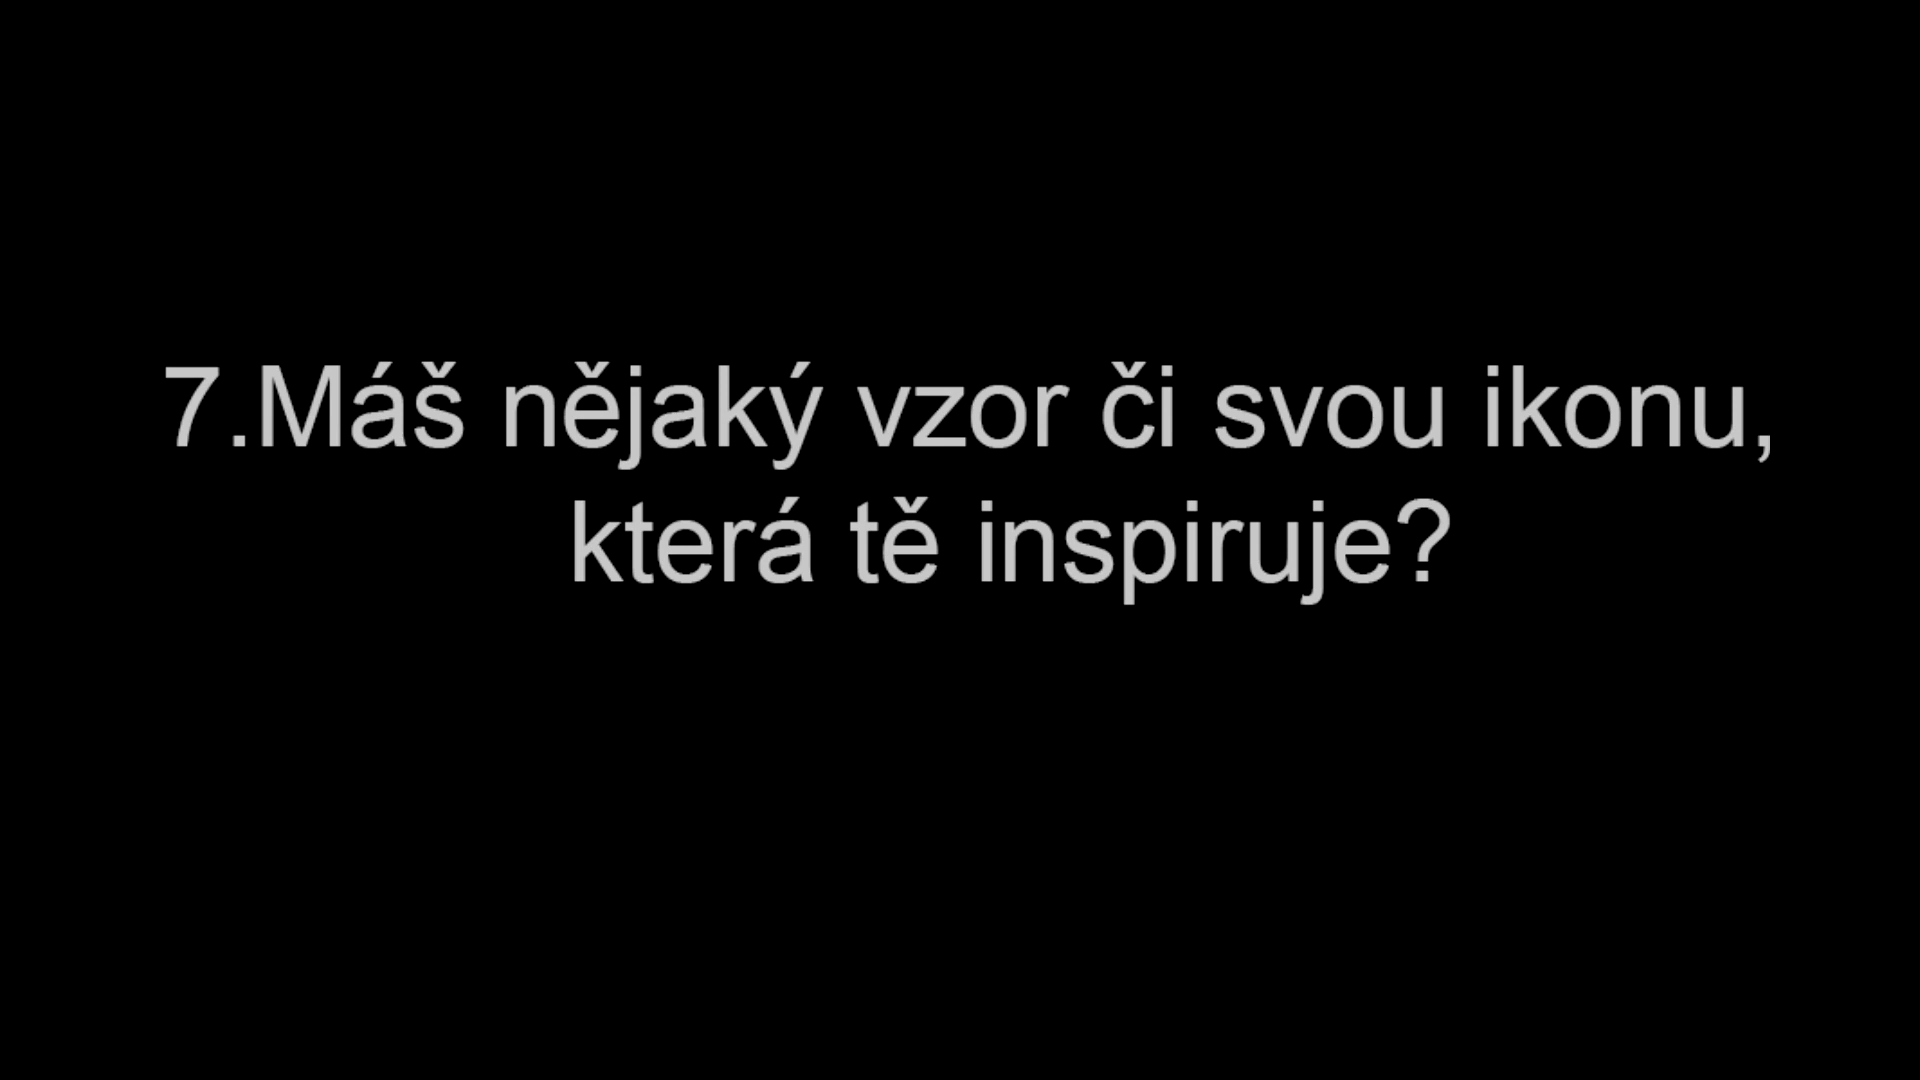 7.Máš nějaký vzor či svou ikonu,
která tě inspiruje?